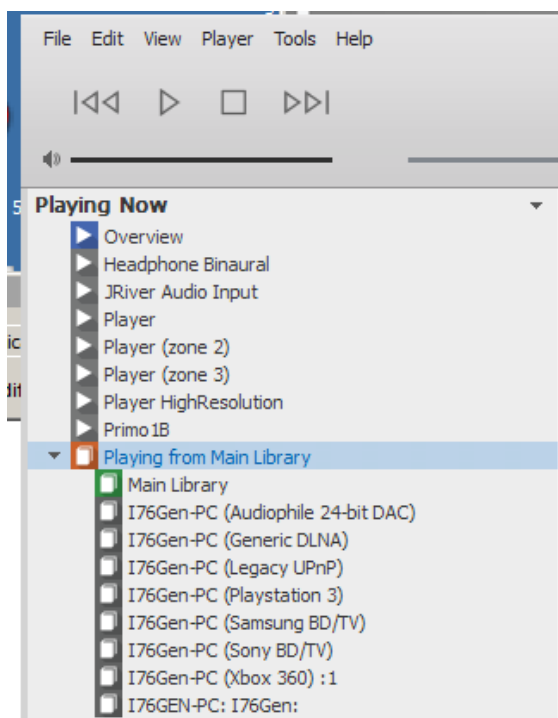 File Edit View Player Tools Help
5
Playing Now
Overview
Headphone Binaural
JRiver Audio Input
ic
Player
Player (zone 2)
Player (zone 3)
dif
Player HighResolution
Primo1B
Playing from Main Library
Main Library
I76Gen-PC (Audiophile 24-bit DAC)
I76Gen-PC (Generic DLNA)
I76Gen-PC (Legacy UPnP)
I76Gen-PC (Playstation 3)
I76Gen-PC (Samsung BD/TV)
I76Gen-PC (Sony BD/TV)
I76Gen-PC (Xbox 360) :1
I76GEN-PC: I76Gen: